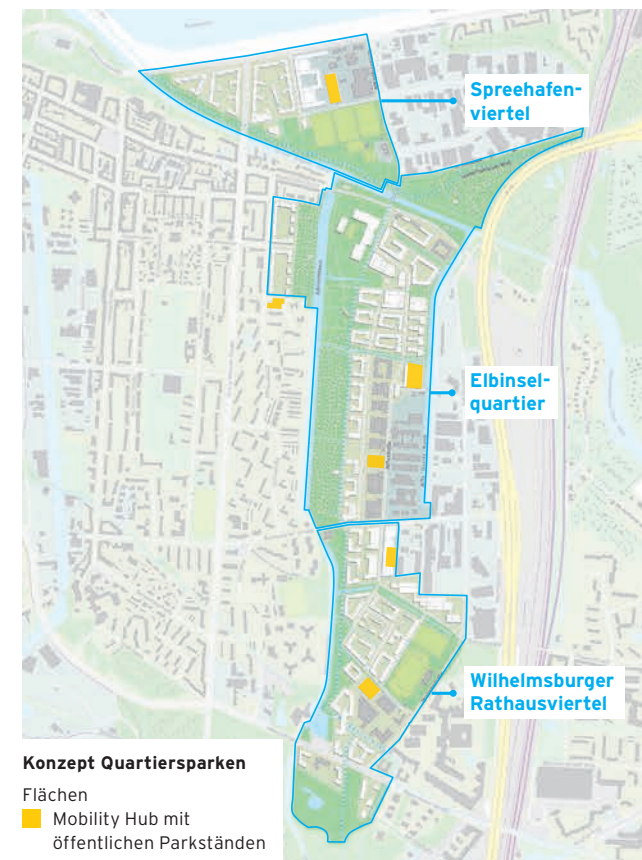 Spreehafen-
viertel
Elbinsel-
quartier
Wilhelmsburger
Rathausviertel
Konzept Quartiersparken
Flächen
Mobility Hub mit
öffentlichen Parkständen